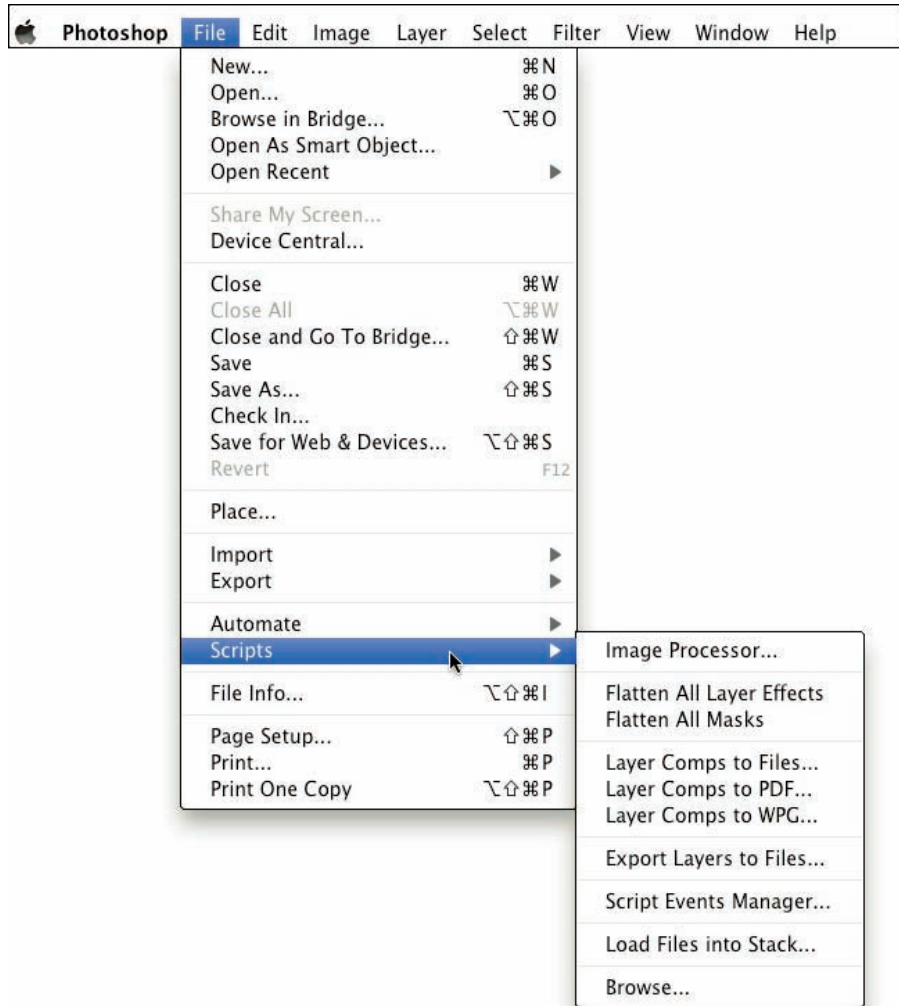 Photoshop File Edit Image Layer Select Filter View Window Help
New... ⌘N
Open... ⌘O
Browse in Bridge... ⌥⌘O
Open As Smart Object...
Open Recent
Share My Screen...
Device Central...
Close ⌘W
Close All ⌥⌘W
Close and Go To Bridge... ⇧⌘W
Save ⌘S
Save As... ⇧⌘S
Check In...
Save for Web & Devices... ⌥⇧⌘S
Revert F12
Place...
Import
Export
Automate
Scripts
File Info... ⌥⇧⌘I
Page Setup... ⇧⌘P
Print... ⌘P
Print One Copy ⌥⇧⌘P
Image Processor...
Flatten All Layer Effects
Flatten All Masks
Layer Comps to Files...
Layer Comps to PDF...
Layer Comps to WPG...
Export Layers to Files...
Script Events Manager...
Load Files into Stack...
Browse...